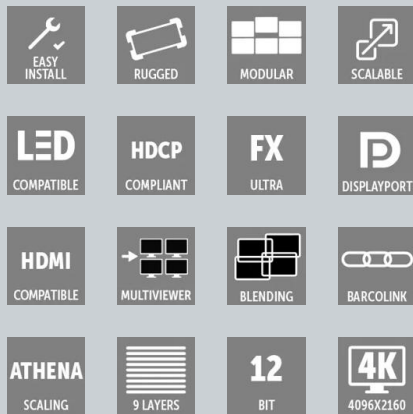 EASY
INSTALL
RUGGED
MODULAR
SCALABLE
LED
COMPATIBLE
HDCP
COMPLIANT
FX
ULTRA
DISPLAYPORT
HDMI
COMPATIBLE
MULTIVIEWER
BLENDING
BARCOLINK
ATHENA
SCALING
9 LAYERS
12
BIT
4K
4096X2160